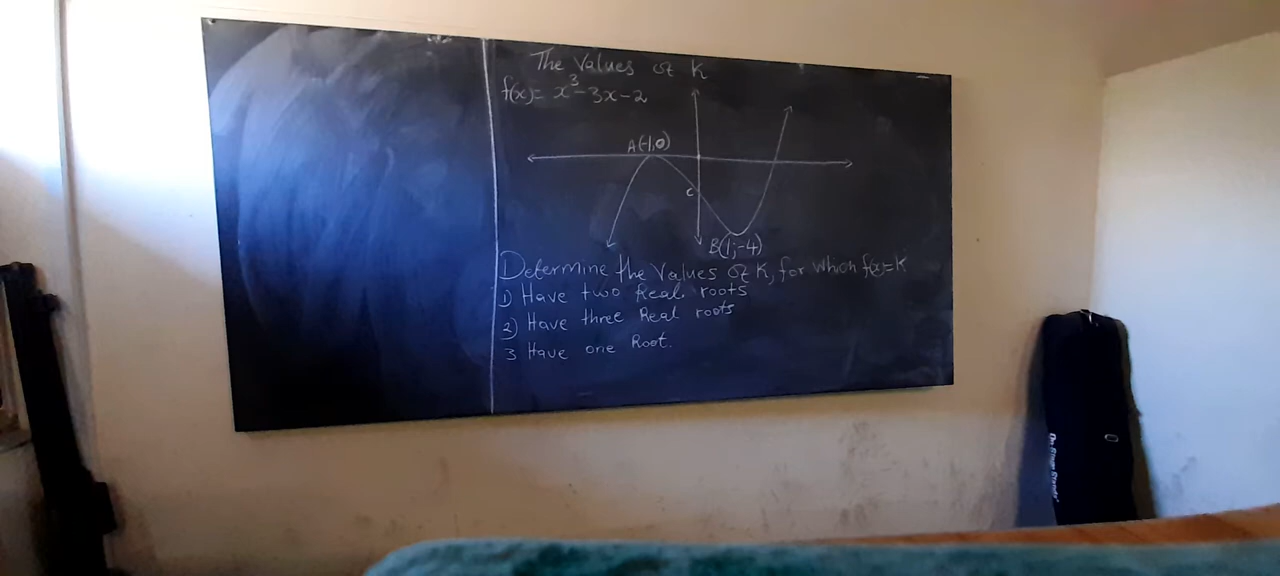 The Values of K
f(x)= x³-3x-2
A(-1,0)
C
B(1;-4)
Determine the Values of K, for which f(x)=K
1) Have two Real roots
2) Have three Real roots
3 Have one Root.